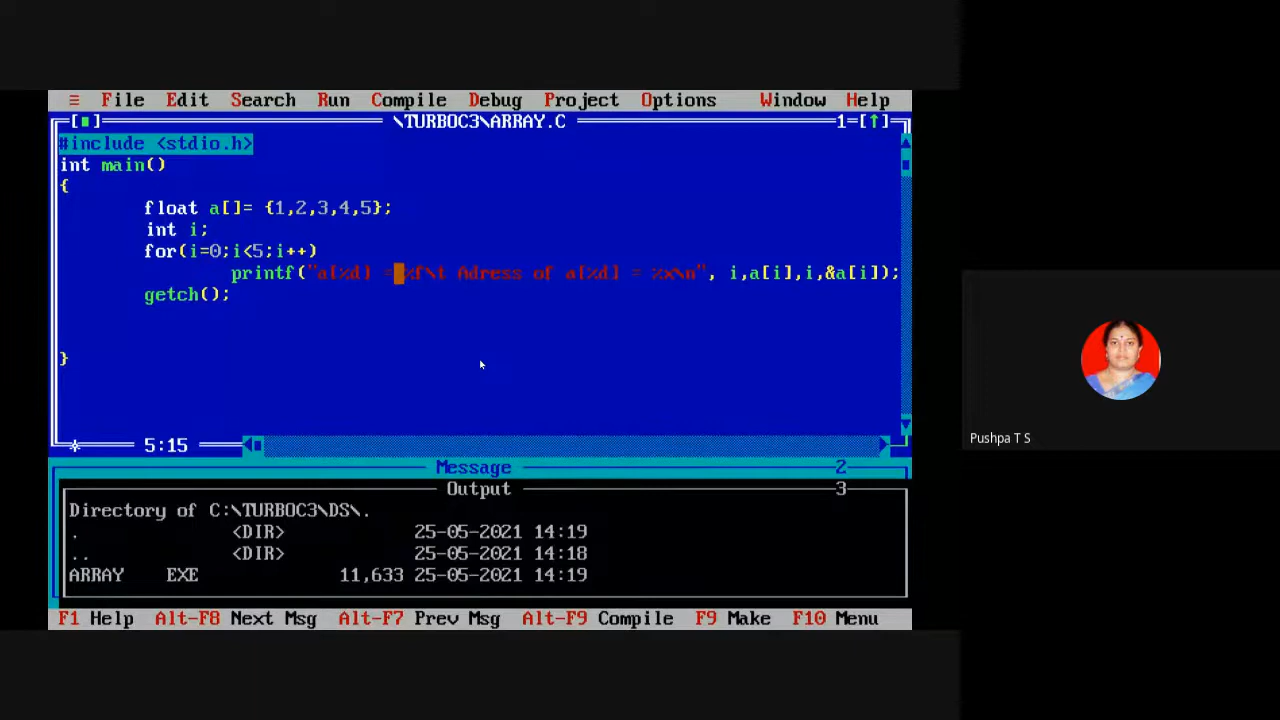 ≡ File Edit Search Run Compile Debug Project Options Window Help
[■] \TURBOC3\ARRAY.C 1=[↑]
#include <stdio.h>
int main()
{
float a[]= {1,2,3,4,5};
int i;
for(i=0;i<5;i++)
printf("a[%d] = %f\t Adress of a[%d] = %x\n", i,a[i],i,&a[i]);
getch();
}
5:15
Message 2
Output 3
Directory of C:\TURBOC3\DS\.
. <DIR> 25-05-2021 14:19
.. <DIR> 25-05-2021 14:18
ARRAY EXE 11,633 25-05-2021 14:19
F1 Help Alt-F8 Next Msg Alt-F7 Prev Msg Alt-F9 Compile F9 Make F10 Menu
Pushpa T S